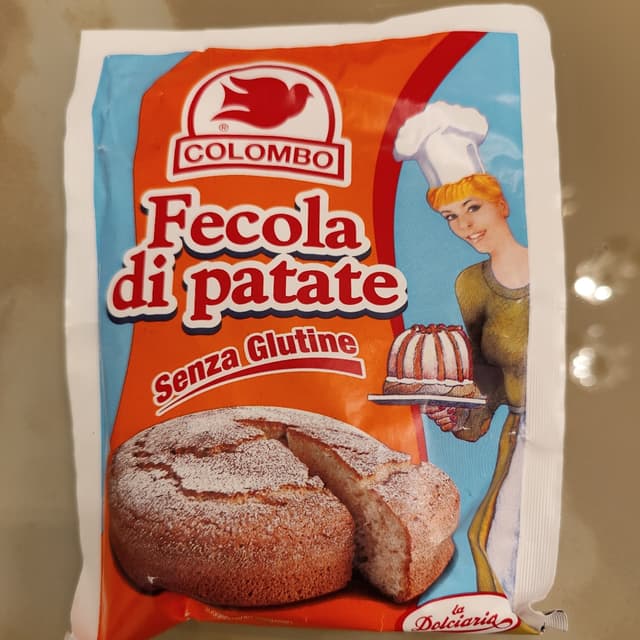 ®
COLOMBO
Fecola
di patate
Senza Glutine
la
Dolciaria